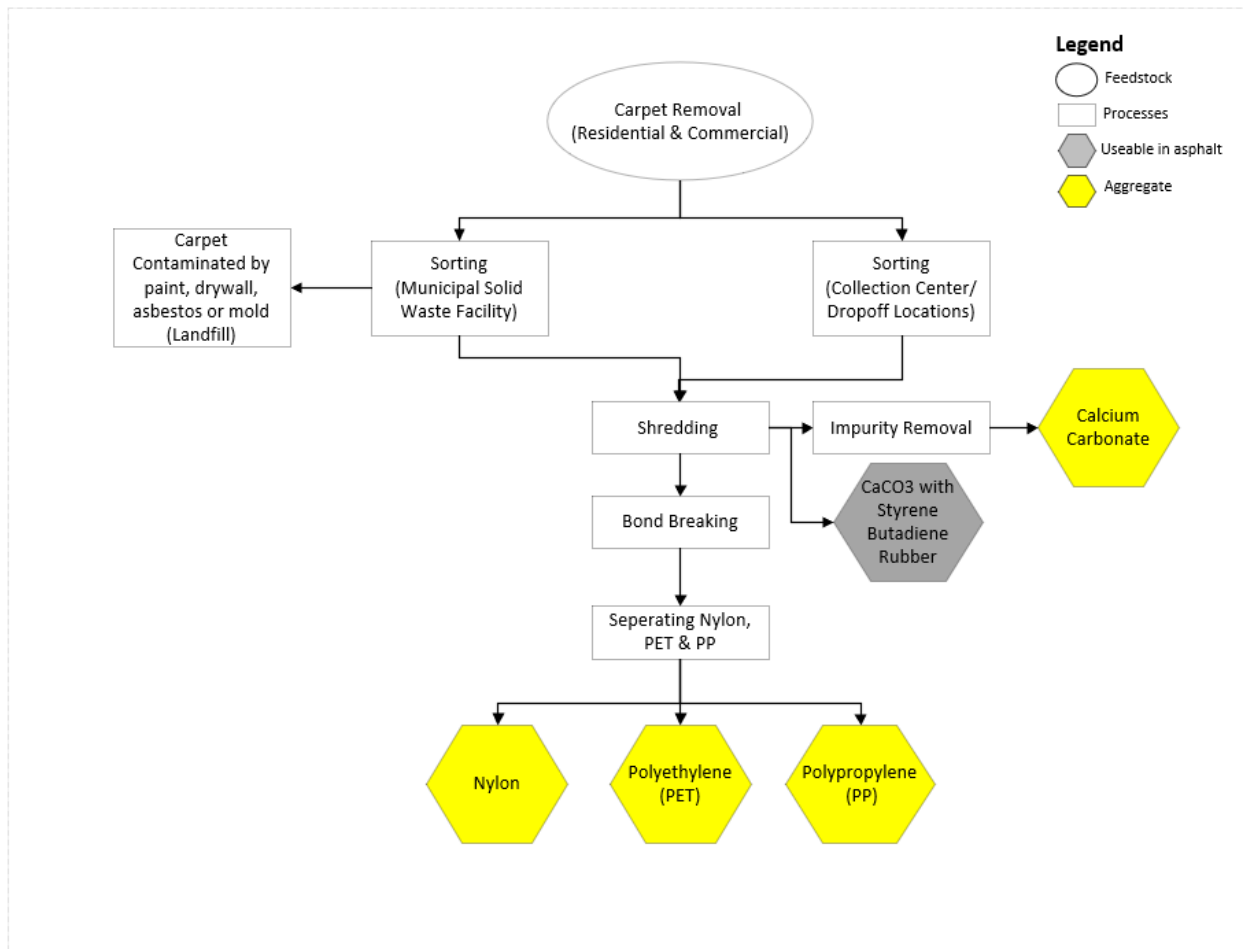 Legend
Feedstock
Processes
Useable in asphalt
Aggregate
Carpet Removal
(Residential & Commercial)
Carpet
Contaminated by
paint, drywall,
asbestos or mold
(Landfill)
Sorting
(Municipal Solid
Waste Facility)
Sorting
(Collection Center/
Dropoff Locations)
Shredding
Impurity Removal
Calcium
Carbonate
CaCO3 with
Styrene
Butadiene
Rubber
Bond Breaking
Seperating Nylon,
PET & PP
Nylon
Polyethylene
(PET)
Polypropylene
(PP)